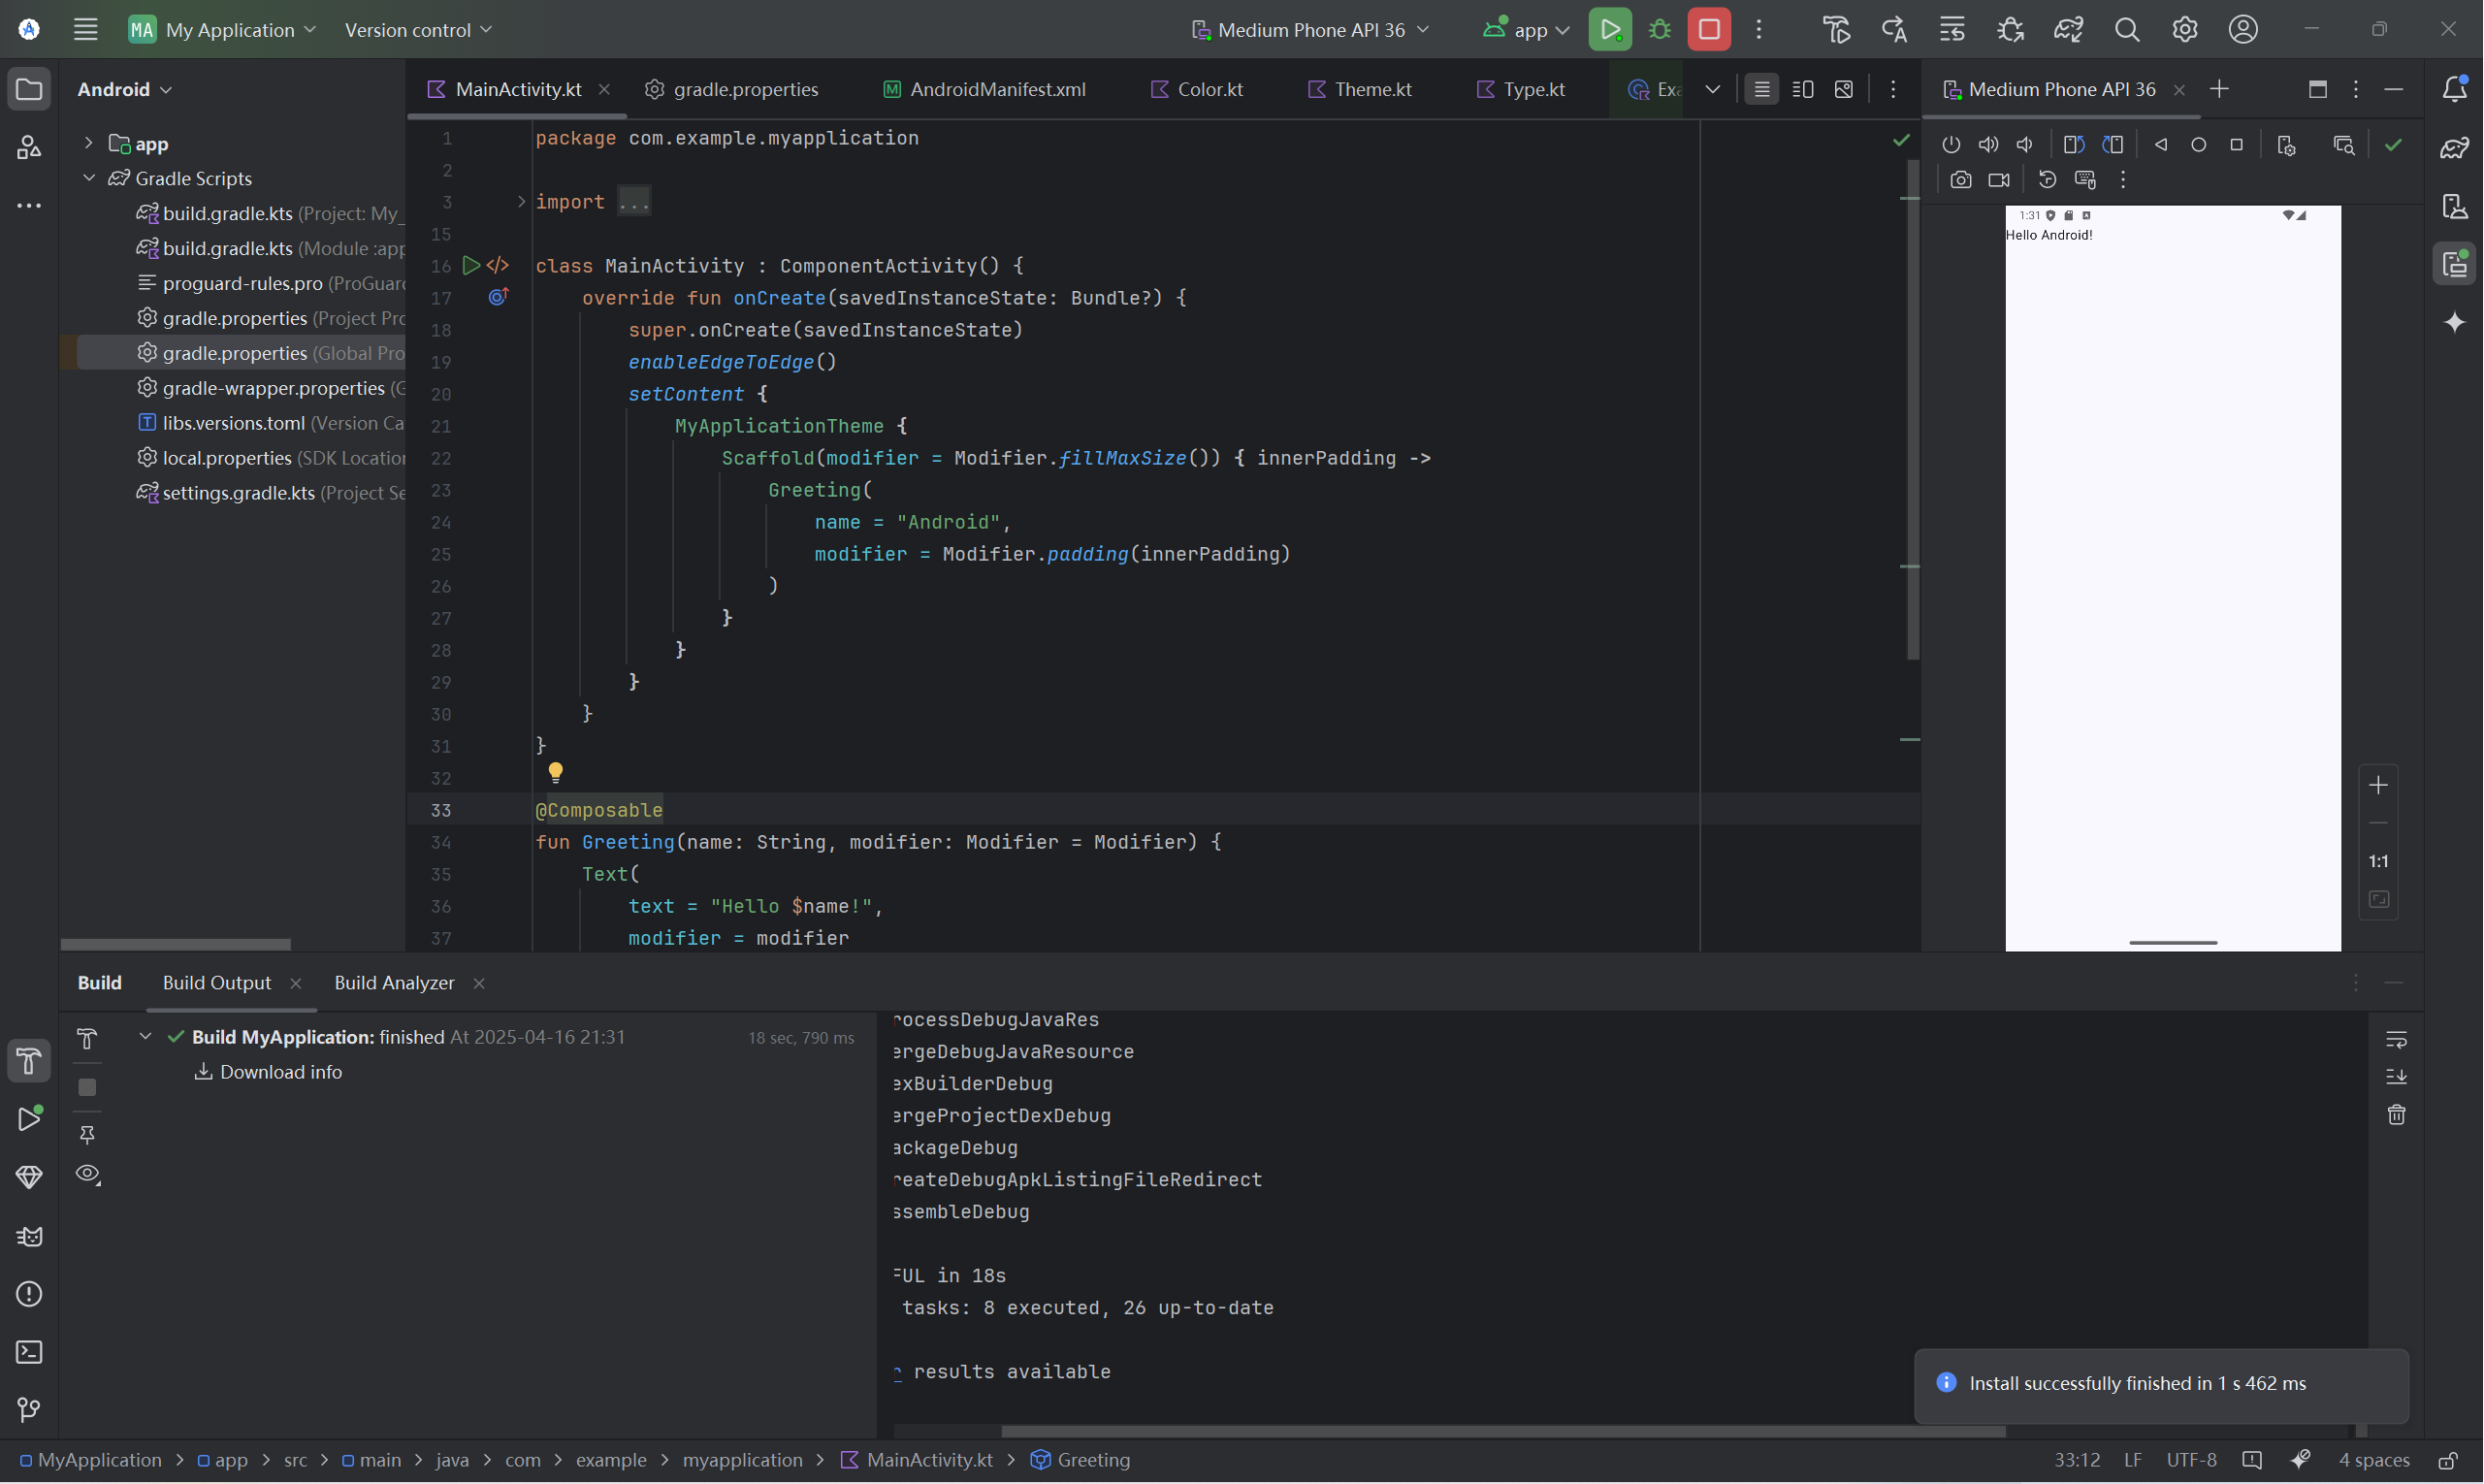 MA My Application Version control Medium Phone API 36 app
Android
MainActivity.kt gradle.properties AndroidManifest.xml Color.kt Theme.kt Type.kt Exa
Medium Phone API 36
app
Gradle Scripts
build.gradle.kts (Project: My_
build.gradle.kts (Module :app
proguard-rules.pro (ProGuard
gradle.properties (Project Pro
gradle.properties (Global Pro
gradle-wrapper.properties (G
libs.versions.toml (Version Ca
local.properties (SDK Location
settings.gradle.kts (Project Se
1 package com.example.myapplication
2
3 import ...
15
16 class MainActivity : ComponentActivity() {
17 override fun onCreate(savedInstanceState: Bundle?) {
18 super.onCreate(savedInstanceState)
19 enableEdgeToEdge()
20 setContent {
21 MyApplicationTheme {
22 Scaffold(modifier = Modifier.fillMaxSize()) { innerPadding ->
23 Greeting(
24 name = "Android",
25 modifier = Modifier.padding(innerPadding)
26 )
27 }
28 }
29 }
30 }
31 }
32
33 @Composable
34 fun Greeting(name: String, modifier: Modifier = Modifier) {
35 Text(
36 text = "Hello $name!",
37 modifier = modifier
1:31
Hello Android!
1:1
Build Build Output Build Analyzer
Build MyApplication: finished At 2025-04-16 21:31 18 sec, 790 ms
Download info
rocessDebugJavaRes
ergeDebugJavaResource
exBuilderDebug
ergeProjectDexDebug
ackageDebug
reateDebugApkListingFileRedirect
ssembleDebug
FUL in 18s
tasks: 8 executed, 26 up-to-date
r results available
Install successfully finished in 1 s 462 ms
MyApplication > app > src > main > java > com > example > myapplication > MainActivity.kt > Greeting
33:12 LF UTF-8 4 spaces